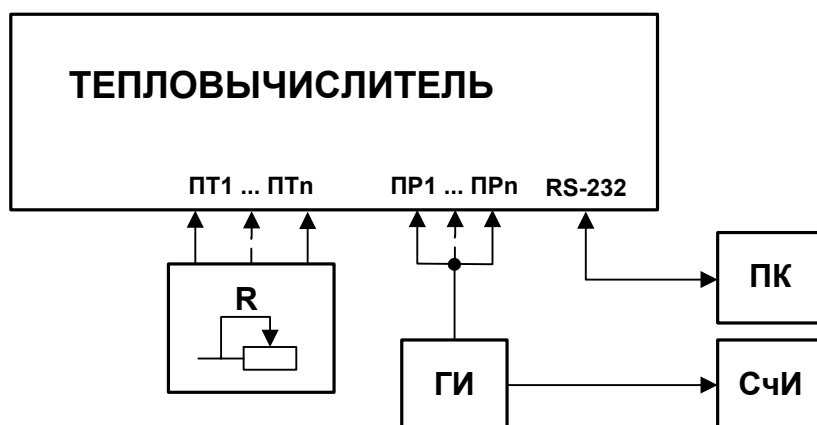 ТЕПЛОВЫЧИСЛИТЕЛЬ
ПТ1 ... ПТn ПР1 ... ПРn RS-232
ПК
R
ГИ СчИ